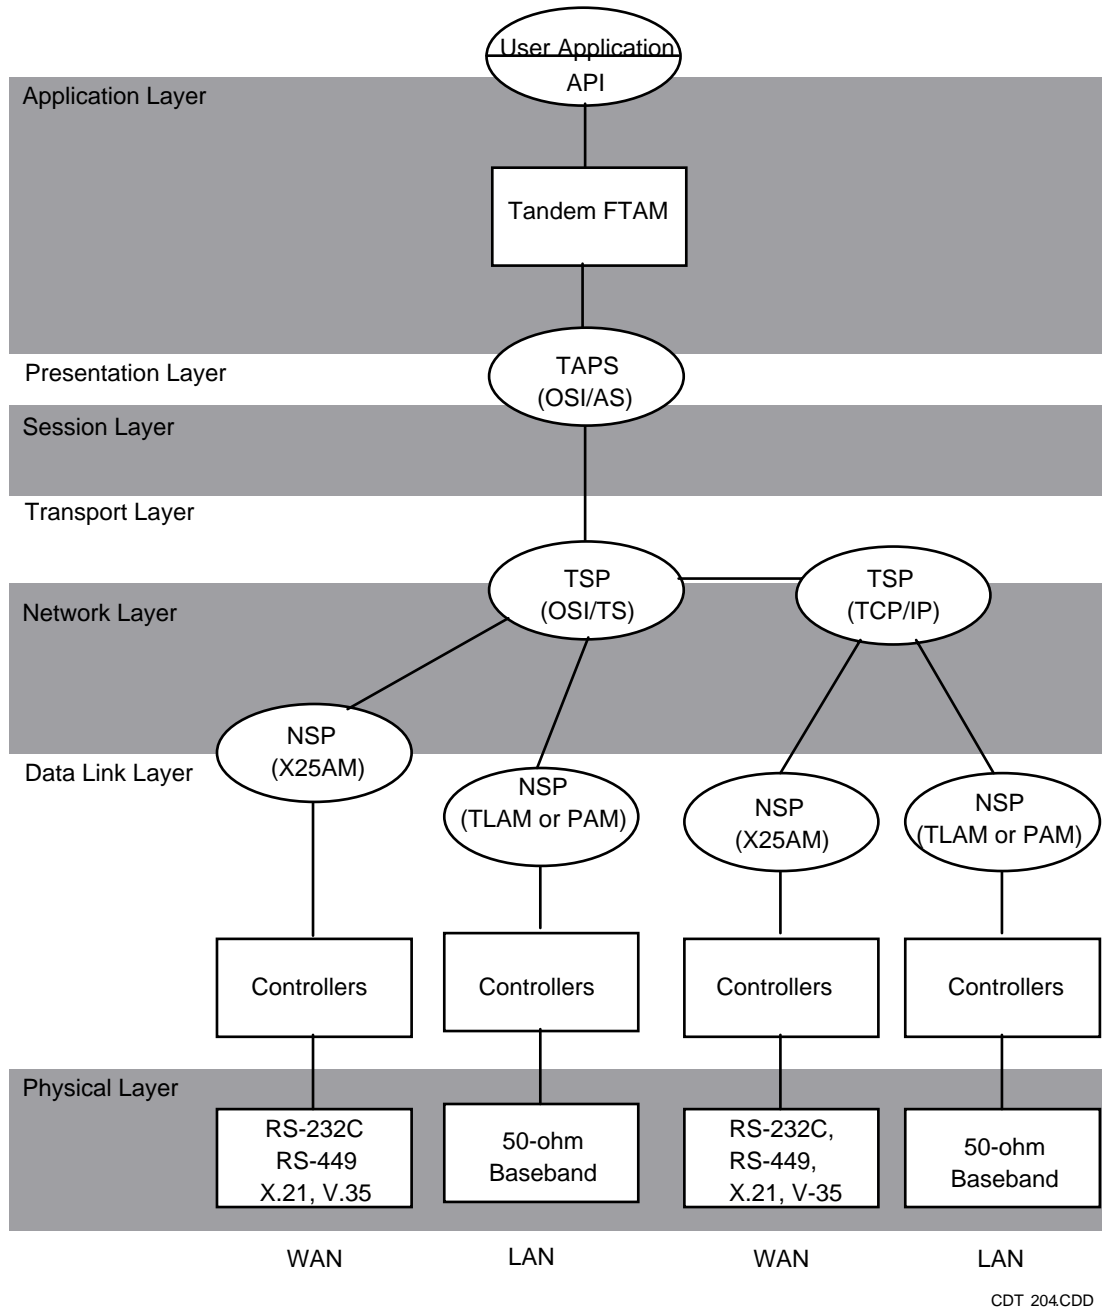 User Application
API
Application Layer
Tandem FTAM
TAPS
(OSI/AS)
Presentation Layer
Session Layer
Transport Layer
TSP
(OSI/TS)
TSP
(TCP/IP)
Network Layer
NSP
(X25AM)
Data Link Layer
NSP
(TLAM or PAM)
NSP
(X25AM)
NSP
(TLAM or PAM)
Controllers
Controllers
Controllers
Controllers
Physical Layer
RS-232C
RS-449
X.21, V.35
50-ohm
Baseband
RS-232C,
RS-449,
X.21, V-35
50-ohm
Baseband
WAN
LAN
WAN
LAN
CDT 204.CDD